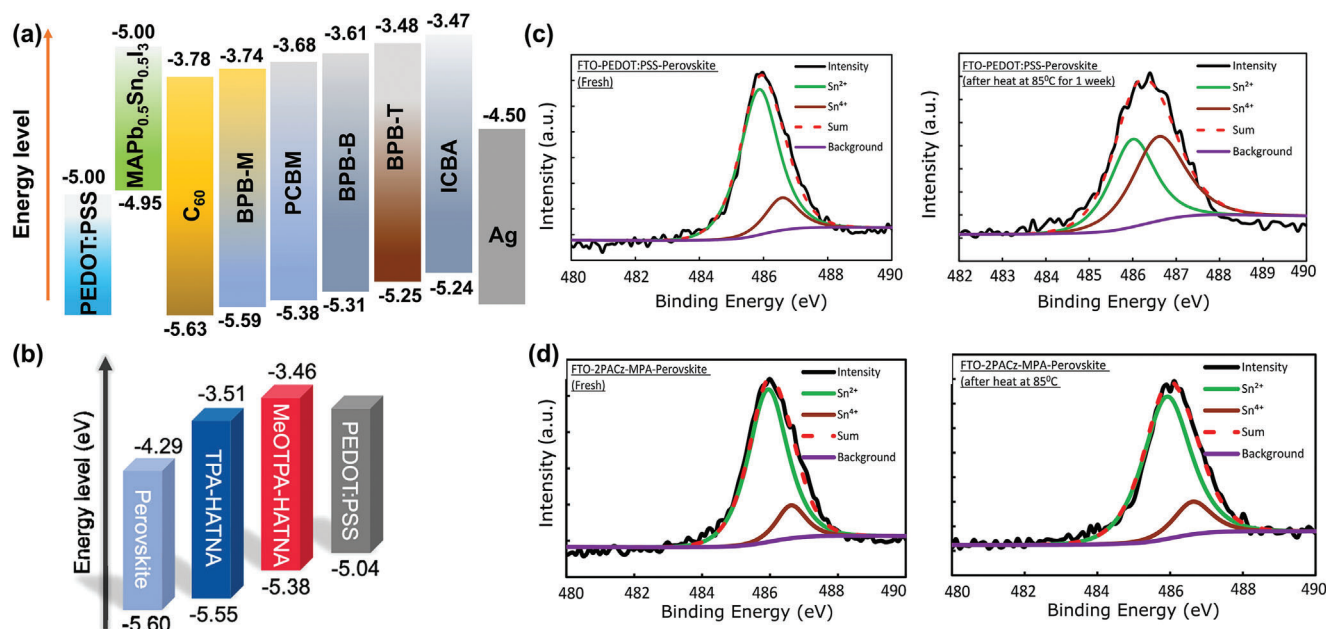 (a)
Energy level
-5.00
PEDOT:PSS
-5.00
MAPb0.5Sn0.5I3
-4.95
-3.78
C60
-5.63
-3.74
BPB-M
-5.59
-3.68
PCBM
-5.38
-3.61
BPB-B
-5.31
-3.48
BPB-T
-5.25
-3.47
ICBA
-5.24
-4.50
Ag
(b)
Energy level (eV)
-4.29
Perovskite
-5.60
-3.51
TPA-HATNA
-5.55
-3.46
MeOTPA-HATNA
-5.38
PEDOT:PSS
-5.04
(c)
Intensity (a.u.)
FTO-PEDOT:PSS-Perovskite
(Fresh)
Intensity
Sn2+
Sn4+
Sum
Background
480 482 484 486 488 490
Binding Energy (eV)
Intensity (a.u.)
FTO-PEDOT:PSS-Perovskite
(after heat at 85⁰C for 1 week)
Intensity
Sn2+
Sn4+
Sum
Background
482 483 484 485 486 487 488 489 490
Binding Energy (eV)
(d)
Intensity (a.u.)
FTO-2PACz-MPA-Perovskite
(Fresh)
Intensity
Sn2+
Sn4+
Sum
Background
480 482 484 486 488 490
Binding Energy (eV)
Intensity (a.u.)
FTO-2PACz-MPA-Perovskite
(after heat at 85⁰C
Intensity
Sn2+
Sn4+
Sum
Background
480 482 484 486 488 490
Binding Energy (eV)